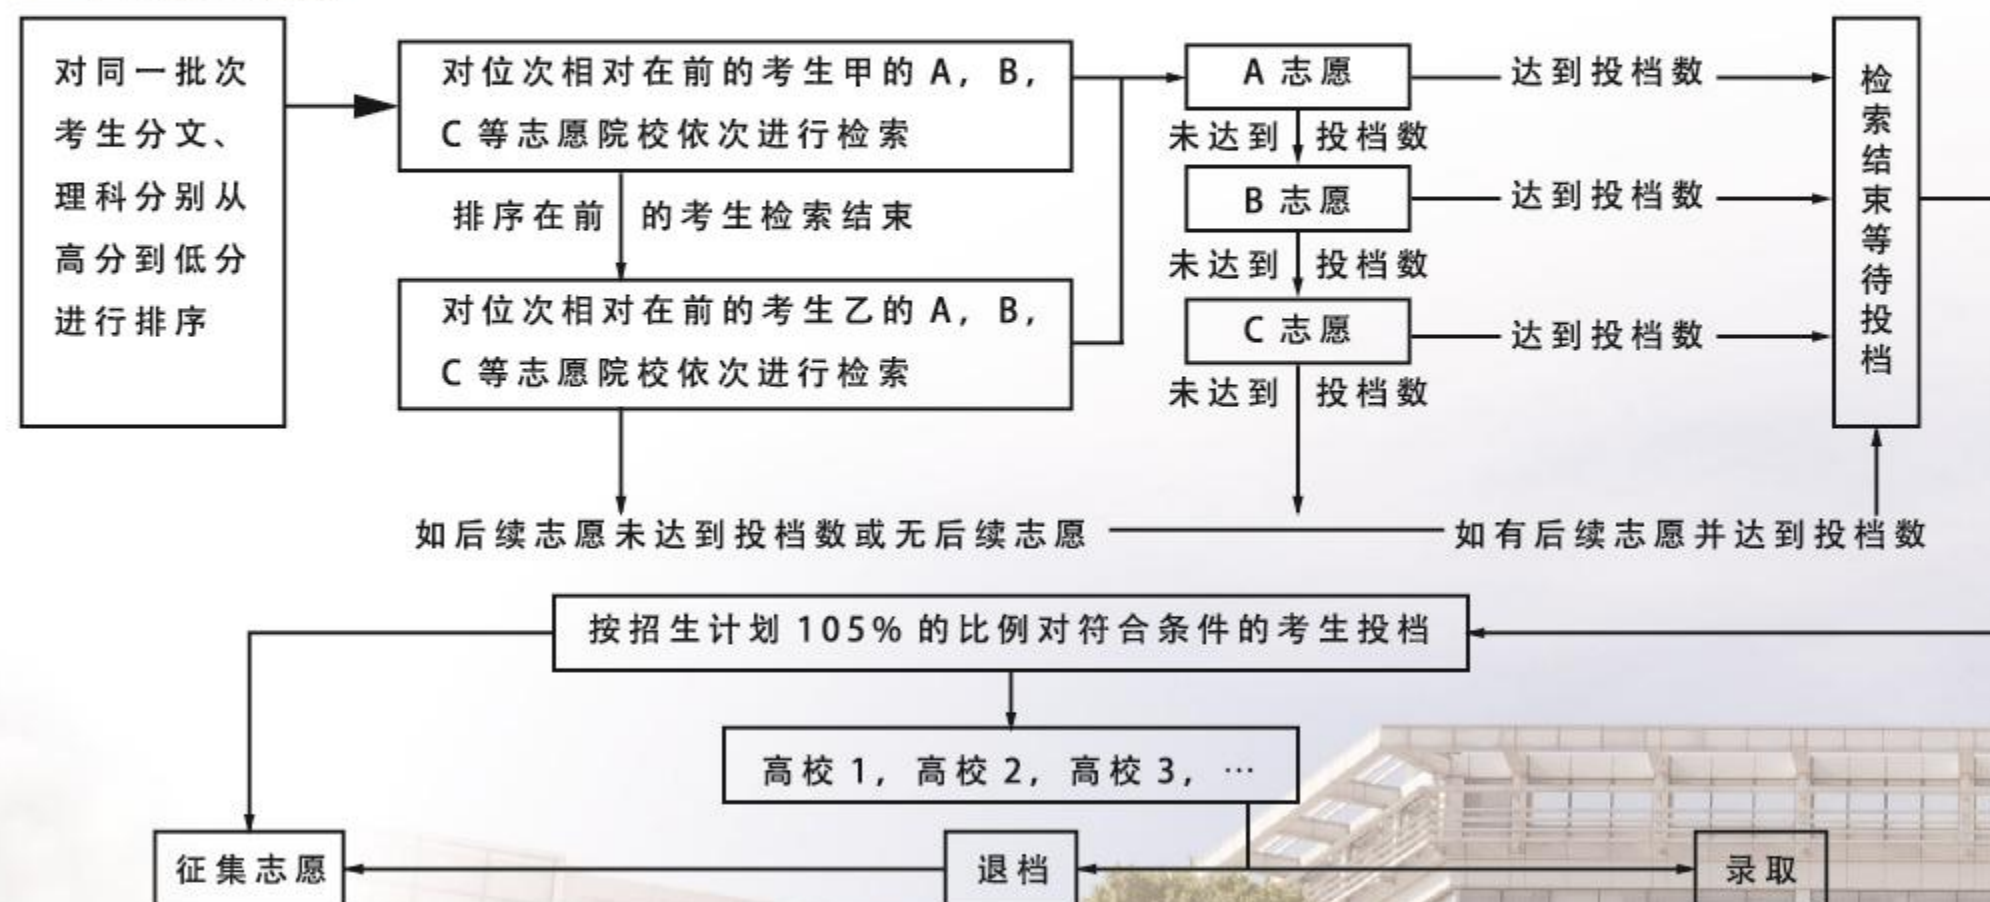 对同一批次
考生分文、
理科分别从
高分到低分
进行排序
对位次相对在前的考生甲的 A, B,
C 等志愿院校依次进行检索
排序在前 的考生检索结束
对位次相对在前的考生乙的 A, B,
C 等志愿院校依次进行检索
A 志愿
达到投档数
未达到 投档数
B 志愿
达到投档数
未达到 投档数
C 志愿
达到投档数
未达到 投档数
检索结束等待投档
如后续志愿未达到投档数或无后续志愿
如有后续志愿并达到投档数
按招生计划 105% 的比例对符合条件的考生投档
高校 1, 高校 2, 高校 3, …
征集志愿
退档
录取